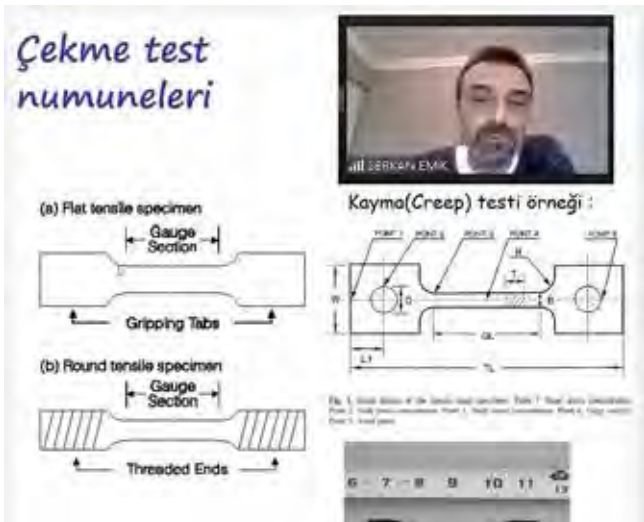 Çekme test
numuneleri
SERKAN EMİK
(a) Flat tensile specimen
Gauge
Section
Gripping Tabs
(b) Round tensile specimen
Gauge
Section
Threaded Ends
Kayma(Creep) testi örneği :
POINT 1 POINT 2 POINT 3 POINT 4 POINT 5
R
T
W
D
B
GL
L1
TL
6 7 8 9 10 11